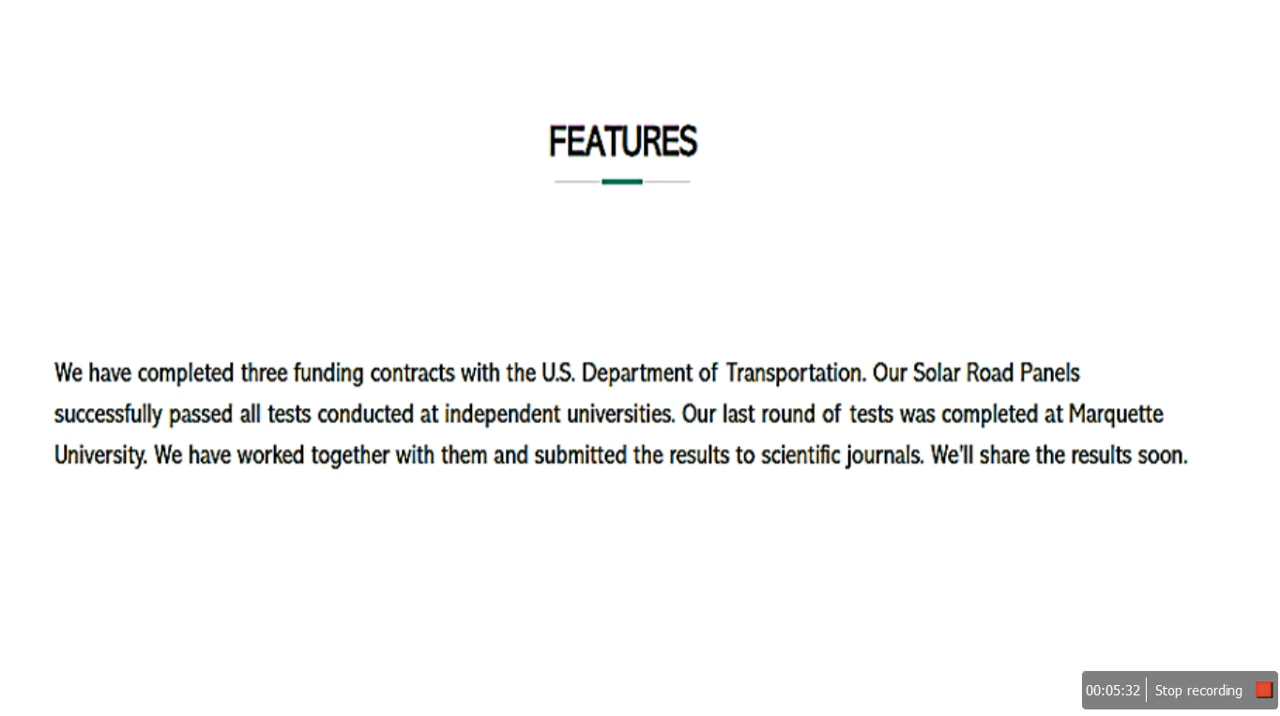 FEATURES
We have completed three funding contracts with the U.S. Department of Transportation. Our Solar Road Panels
successfully passed all tests conducted at independent universities. Our last round of tests was completed at Marquette
University. We have worked together with them and submitted the results to scientific journals. We'll share the results soon.
00:05:32 Stop recording